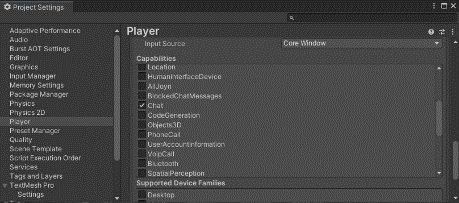 Project Settings
Adaptive Performance
Audio
Burst AOT Settings
Editor
Graphics
Input Manager
Memory Settings
Package Manager
Physics
Physics 2D
Player
Preset Manager
Quality
Scene Template
Script Execution Order
Services
Tags and Layers
TextMesh Pro
Settings
Player
Input Source
Core Window
Capabilities
Location
HumanInterfaceDevice
AllJoyn
BlockedChatMessages
Chat
CodeGeneration
Objects3D
PhoneCall
UserAccountInformation
VoipCall
Bluetooth
SpatialPerception
Supported Device Families
Desktop